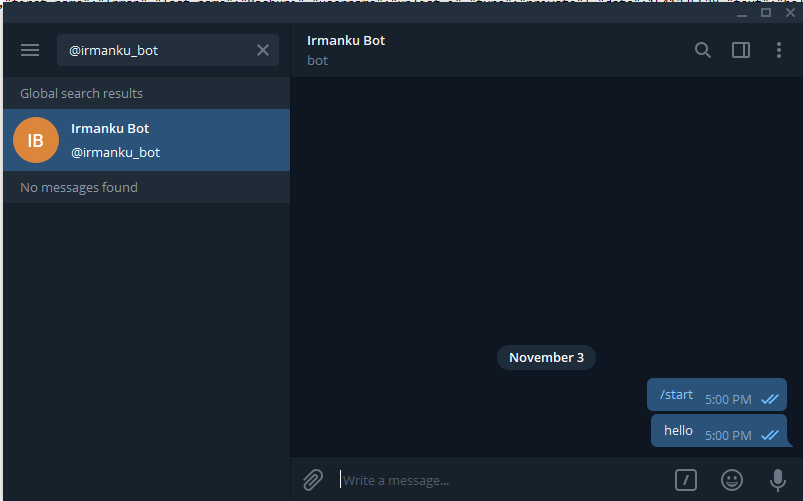 @irmanku_bot
Irmanku Bot
bot
Global search results
IB
Irmanku Bot
@irmanku_bot
No messages found
November 3
/start 5:00 PM
hello 5:00 PM
Write a message...